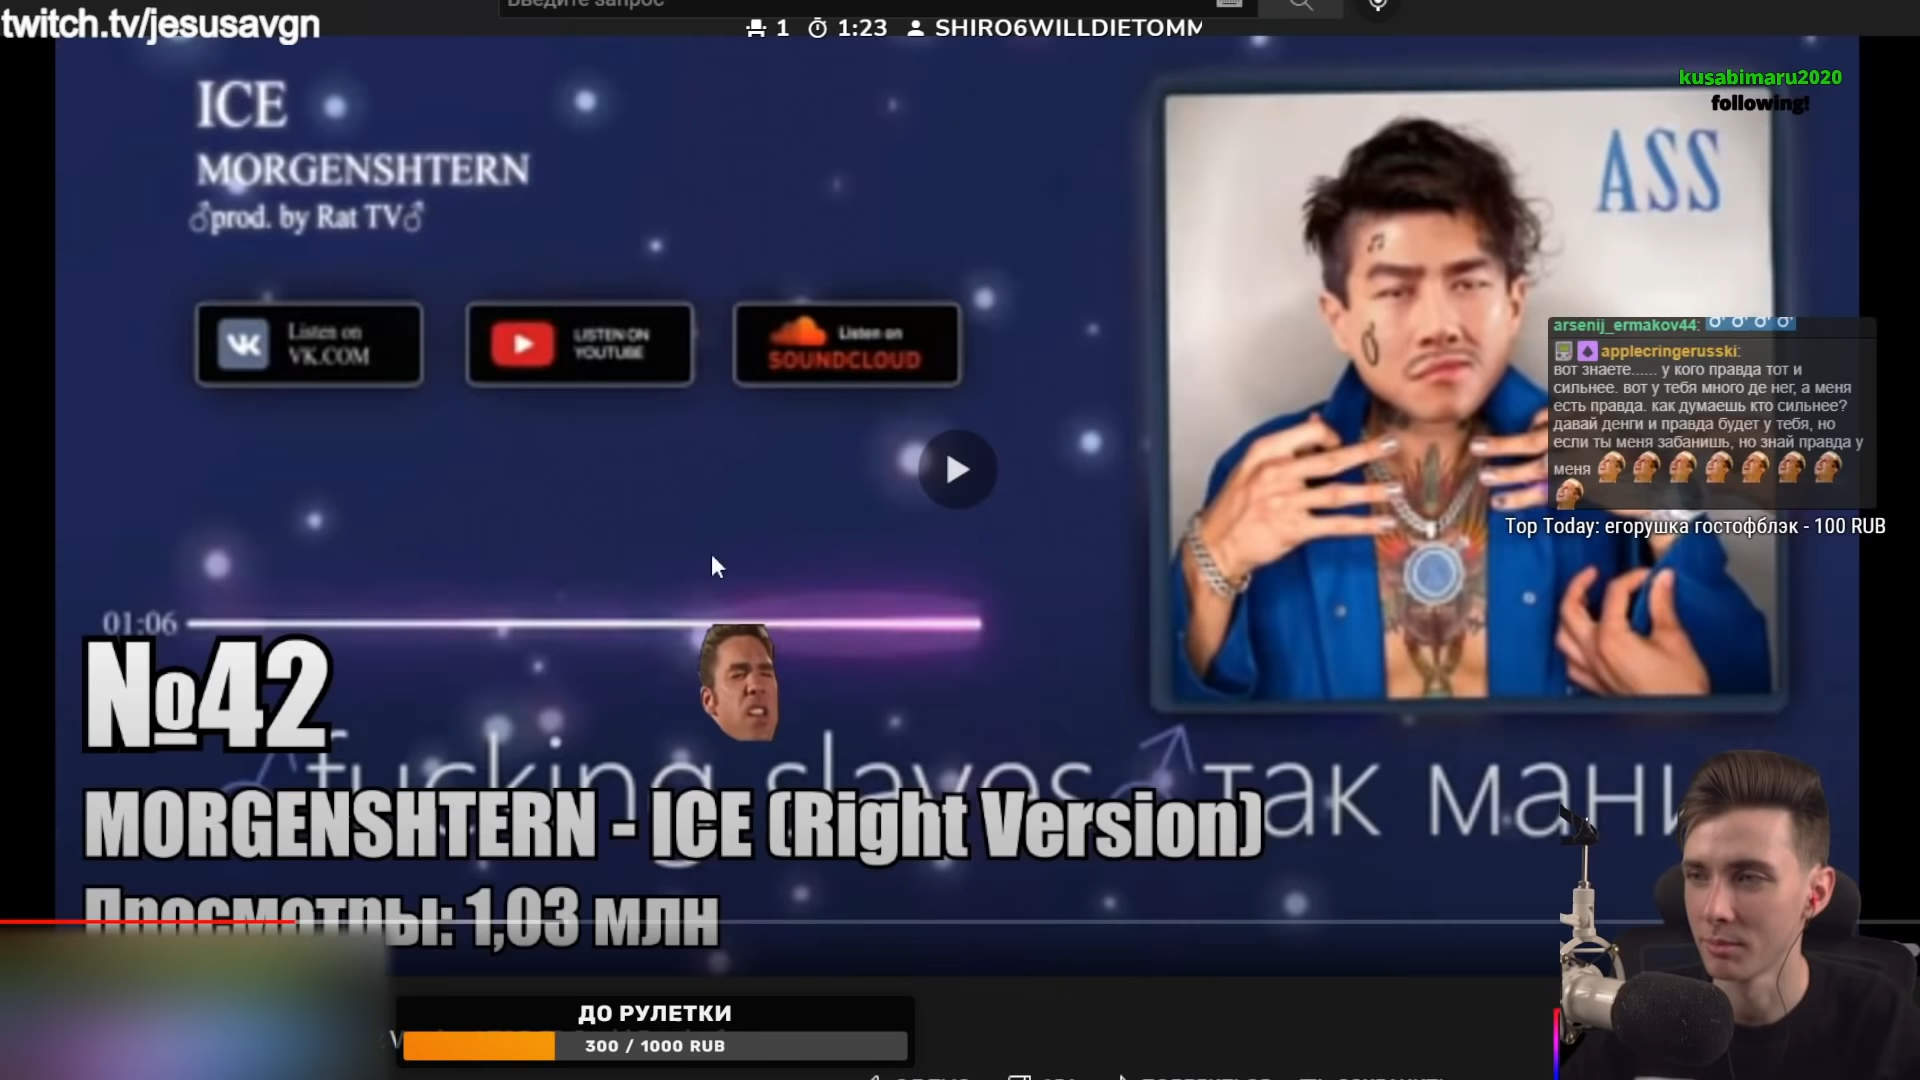 Введите запрос
twitch.tv/jesusavgn
1 1:23 SHIRO6WILLDIETOMM
kusabimaru2020
following!
ICE
MORGENSHTERN
♂prod. by Rat TV♂
ASS
Listen on
VK.COM
LISTEN ON
YOUTUBE
Listen on
SOUNDCLOUD
arsenij_ermakov44:
applecringerusski:
вот знаете...... у кого правда тот и
сильнее. вот у тебя много де нег, а меня
есть правда. как думаешь кто сильнее?
давай денги и правда будет у тебя, но
если ты меня забанишь, но знай правда у
меня
Top Today: егорушка гостофблэк - 100 RUB
01:06
№42
♂fucking slaves♂ так мани
MORGENSHTERN - ICE (Right Version)
Просмотры: 1,03 млн
ДО РУЛЕТКИ
300 / 1000 RUB